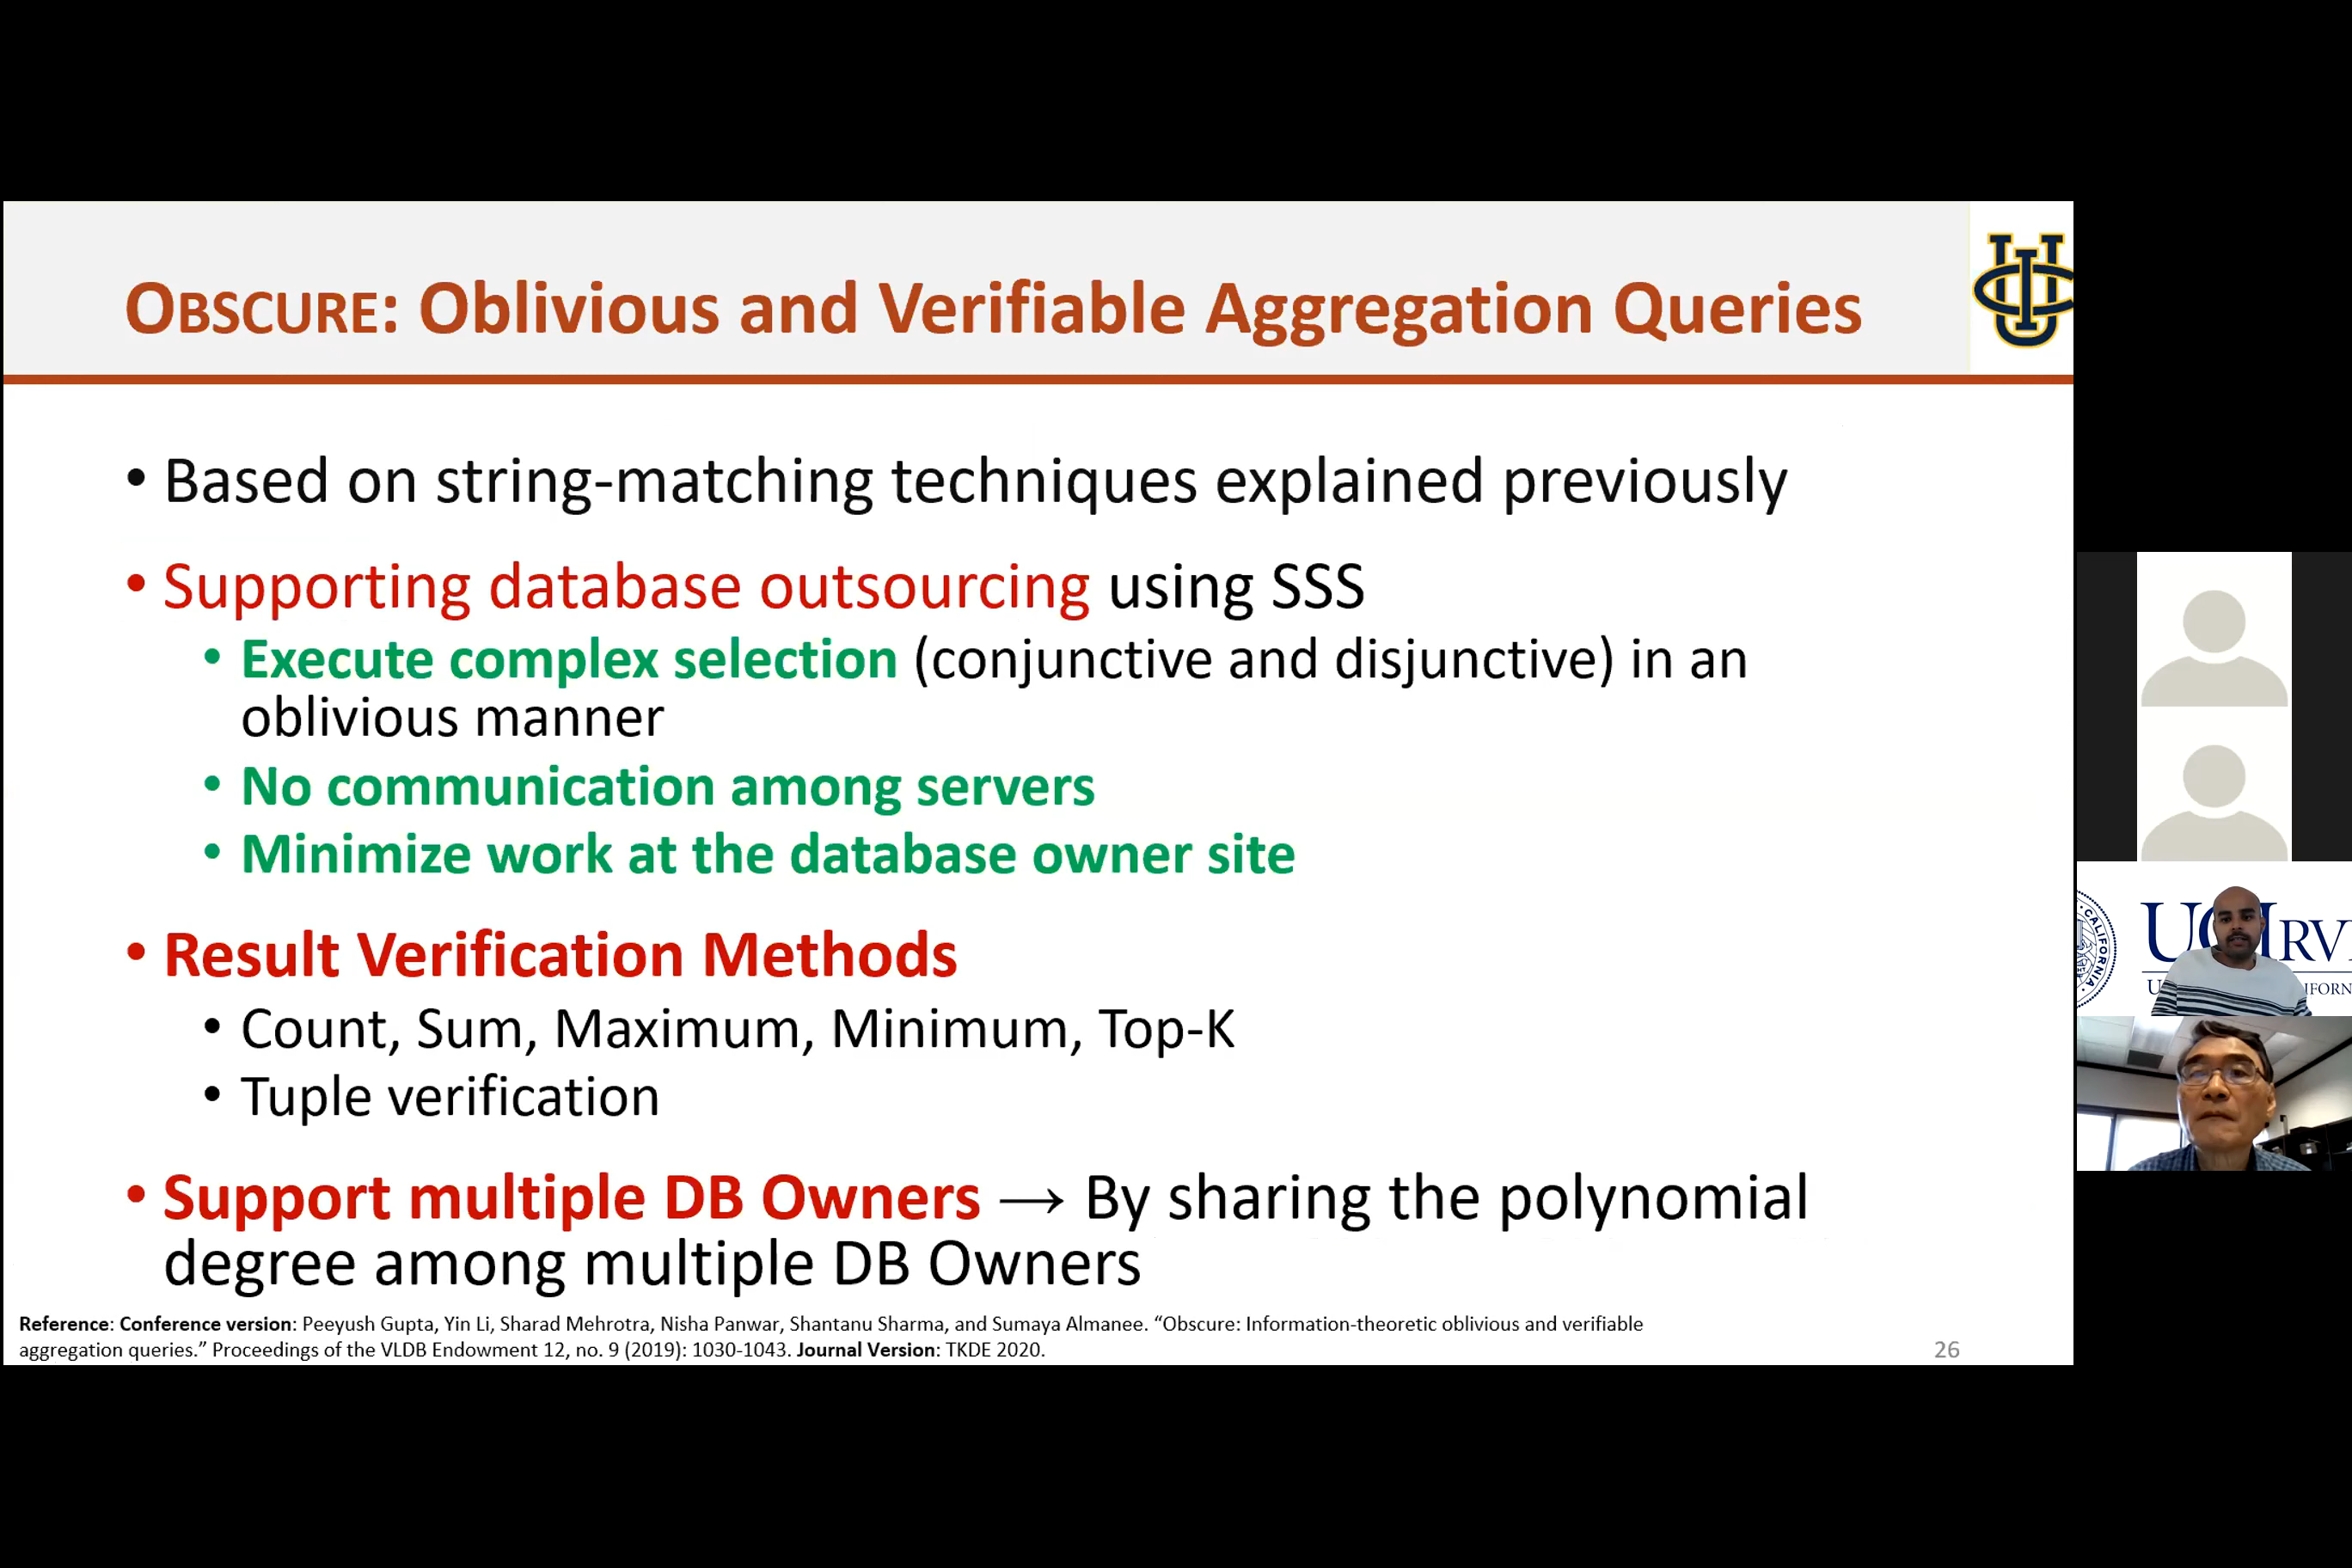 OBSCURE: Oblivious and Verifiable Aggregation Queries
• Based on string-matching techniques explained previously
• Supporting database outsourcing using SSS
• Execute complex selection (conjunctive and disjunctive) in an
oblivious manner
• No communication among servers
• Minimize work at the database owner site
• Result Verification Methods
• Count, Sum, Maximum, Minimum, Top-K
• Tuple verification
• Support multiple DB Owners → By sharing the polynomial
degree among multiple DB Owners
Reference: Conference version: Peeyush Gupta, Yin Li, Sharad Mehrotra, Nisha Panwar, Shantanu Sharma, and Sumaya Almanee. “Obscure: Information-theoretic oblivious and verifiable
aggregation queries.” Proceedings of the VLDB Endowment 12, no. 9 (2019): 1030-1043. Journal Version: TKDE 2020.
26
CALIFORNIA